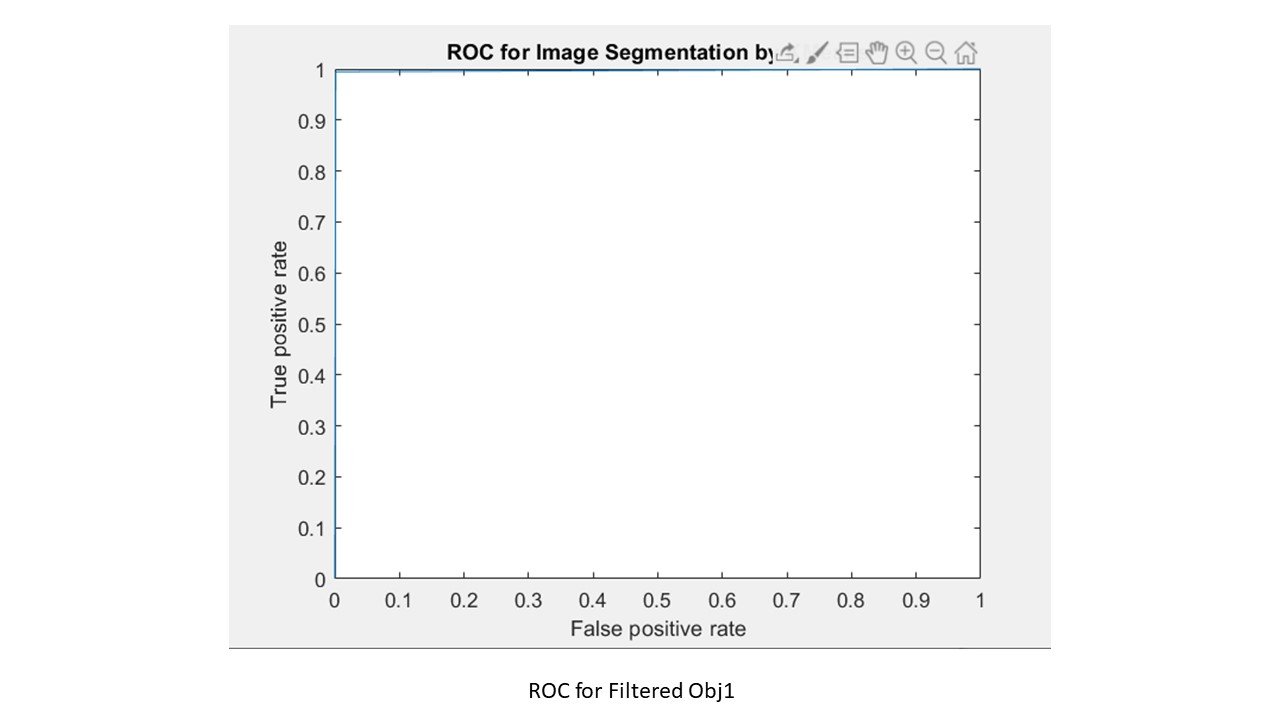 ROC for Image Segmentation by
1
0.9
0.8
0.7
0.6
0.5
0.4
0.3
0.2
0.1
0
True positive rate
0 0.1 0.2 0.3 0.4 0.5 0.6 0.7 0.8 0.9 1
False positive rate
ROC for Filtered Obj1